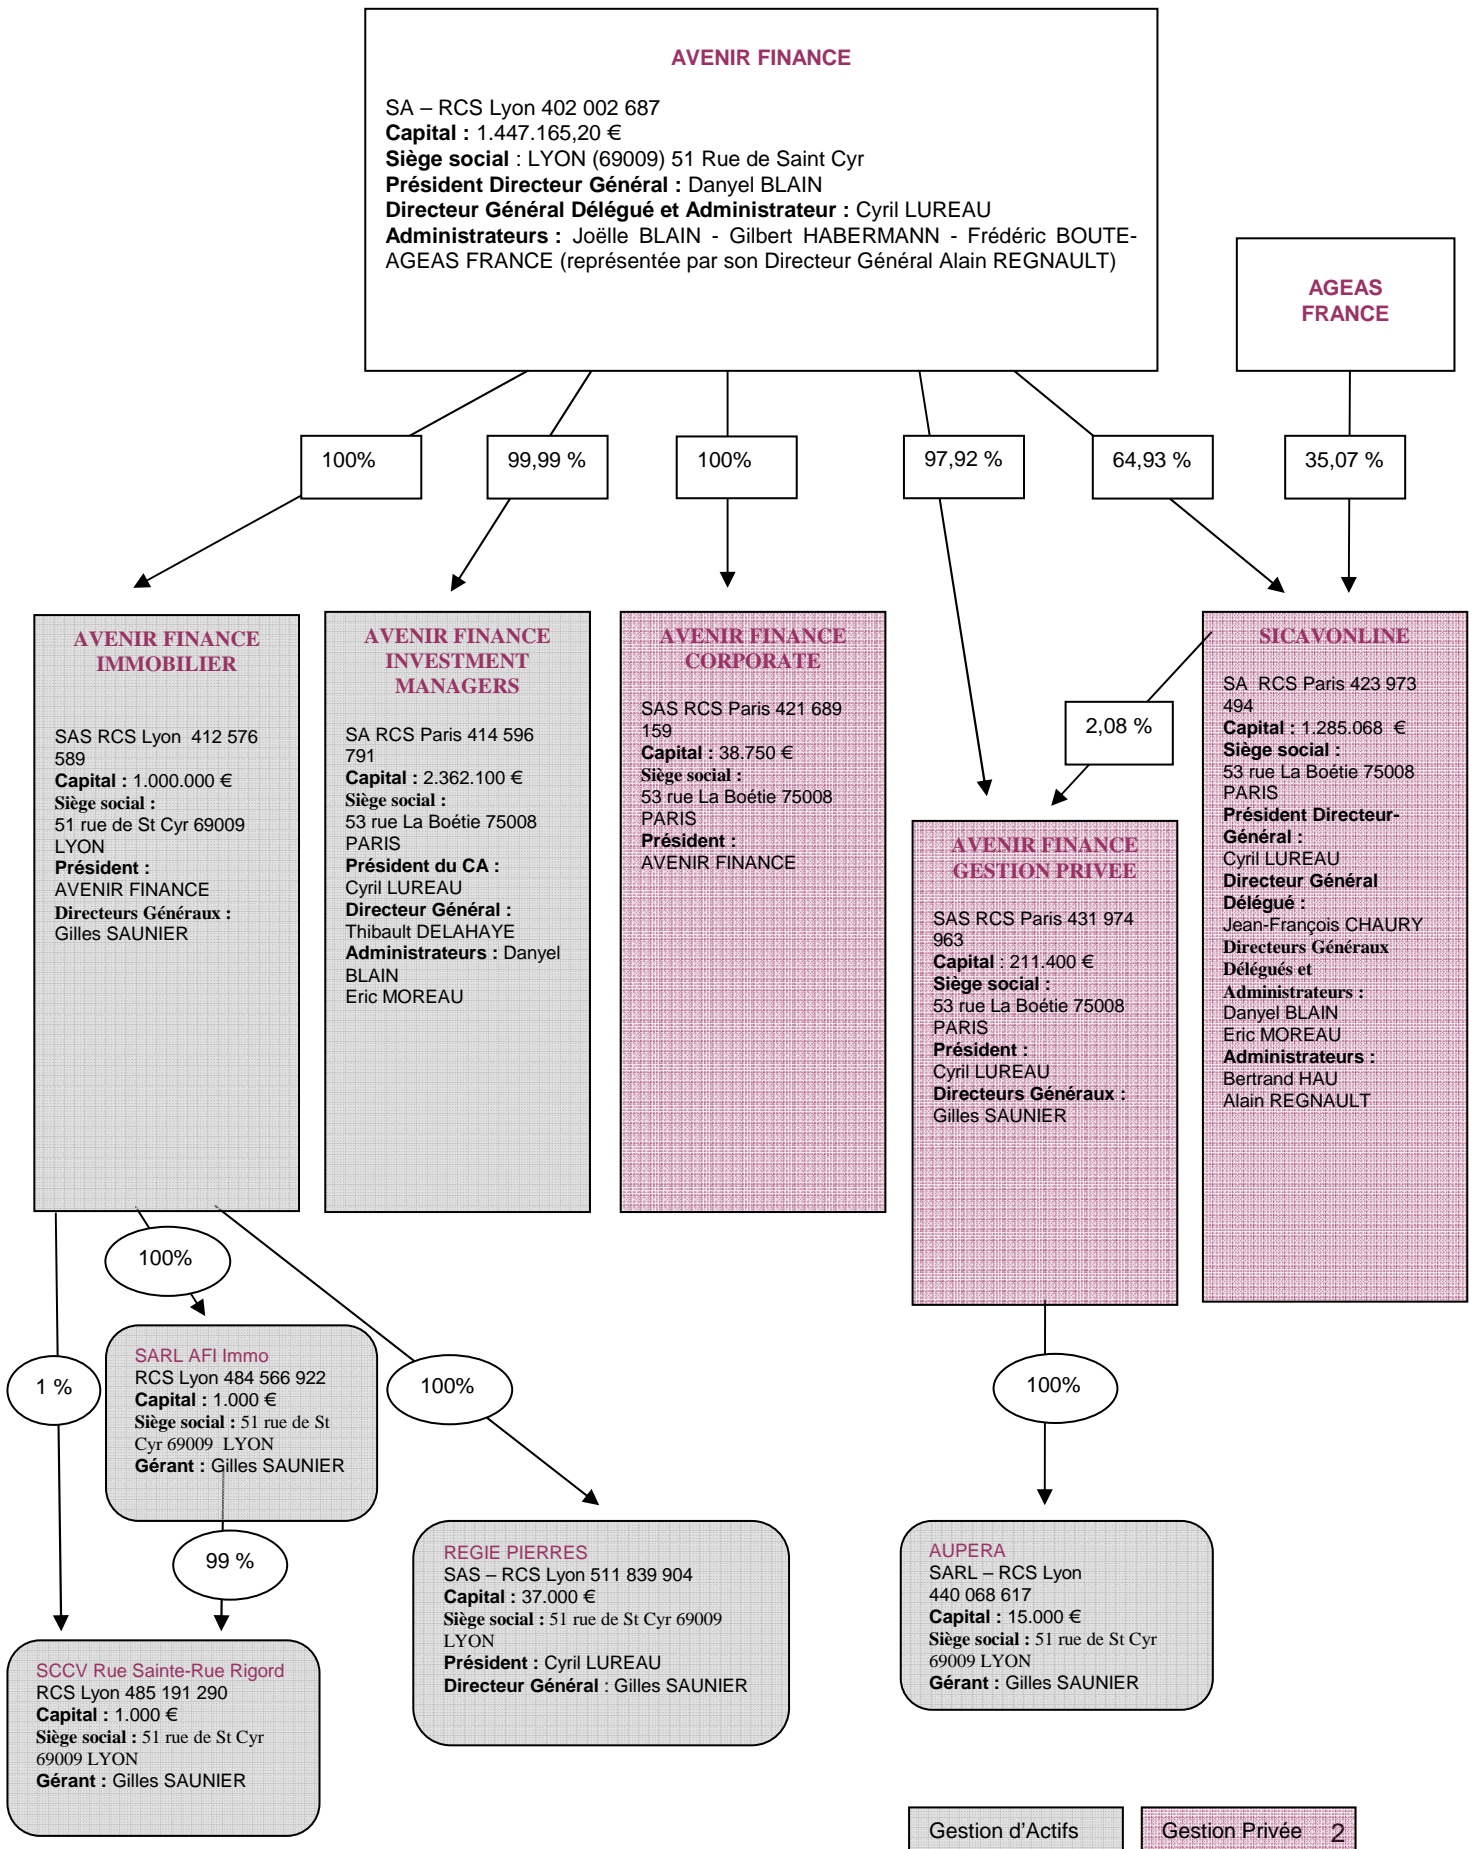 AVENIR FINANCE
SA – RCS Lyon 402 002 687
Capital : 1.447.165,20 €
Siège social : LYON (69009) 51 Rue de Saint Cyr
Président Directeur Général : Danyel BLAIN
Directeur Général Délégué et Administrateur : Cyril LUREAU
Administrateurs : Joëlle BLAIN - Gilbert HABERMANN - Frédéric BOUTE-
AGEAS FRANCE (représentée par son Directeur Général Alain REGNAULT)
AGEAS
FRANCE
100%
99,99 %
100%
97,92 %
64,93 %
35,07 %
AVENIR FINANCE
IMMOBILIER
SAS RCS Lyon 412 576
589
Capital : 1.000.000 €
Siège social :
51 rue de St Cyr 69009
LYON
Président :
AVENIR FINANCE
Directeurs Généraux :
Gilles SAUNIER
AVENIR FINANCE
INVESTMENT
MANAGERS
SA RCS Paris 414 596
791
Capital : 2.362.100 €
Siège social :
53 rue La Boétie 75008
PARIS
Président du CA :
Cyril LUREAU
Directeur Général :
Thibault DELAHAYE
Administrateurs : Danyel
BLAIN
Eric MOREAU
AVENIR FINANCE
CORPORATE
SAS RCS Paris 421 689
159
Capital : 38.750 €
Siège social :
53 rue La Boétie 75008
PARIS
Président :
AVENIR FINANCE
2,08 %
AVENIR FINANCE
GESTION PRIVEE
SAS RCS Paris 431 974
963
Capital : 211.400 €
Siège social :
53 rue La Boétie 75008
PARIS
Président :
Cyril LUREAU
Directeurs Généraux :
Gilles SAUNIER
SICAVONLINE
SA RCS Paris 423 973
494
Capital : 1.285.068 €
Siège social :
53 rue La Boétie 75008
PARIS
Président Directeur-
Général :
Cyril LUREAU
Directeur Général
Délégué :
Jean-François CHAURY
Directeurs Généraux
Délégués et
Administrateurs :
Danyel BLAIN
Eric MOREAU
Administrateurs :
Bertrand HAU
Alain REGNAULT
100%
1 %
100%
100%
SARL AFI Immo
RCS Lyon 484 566 922
Capital : 1.000 €
Siège social : 51 rue de St
Cyr 69009 LYON
Gérant : Gilles SAUNIER
99 %
REGIE PIERRES
SAS – RCS Lyon 511 839 904
Capital : 37.000 €
Siège social : 51 rue de St Cyr 69009
LYON
Président : Cyril LUREAU
Directeur Général : Gilles SAUNIER
AUPERA
SARL – RCS Lyon
440 068 617
Capital : 15.000 €
Siège social : 51 rue de St Cyr
69009 LYON
Gérant : Gilles SAUNIER
SCCV Rue Sainte-Rue Rigord
RCS Lyon 485 191 290
Capital : 1.000 €
Siège social : 51 rue de St Cyr
69009 LYON
Gérant : Gilles SAUNIER
Gestion d'Actifs
Gestion Privée
2